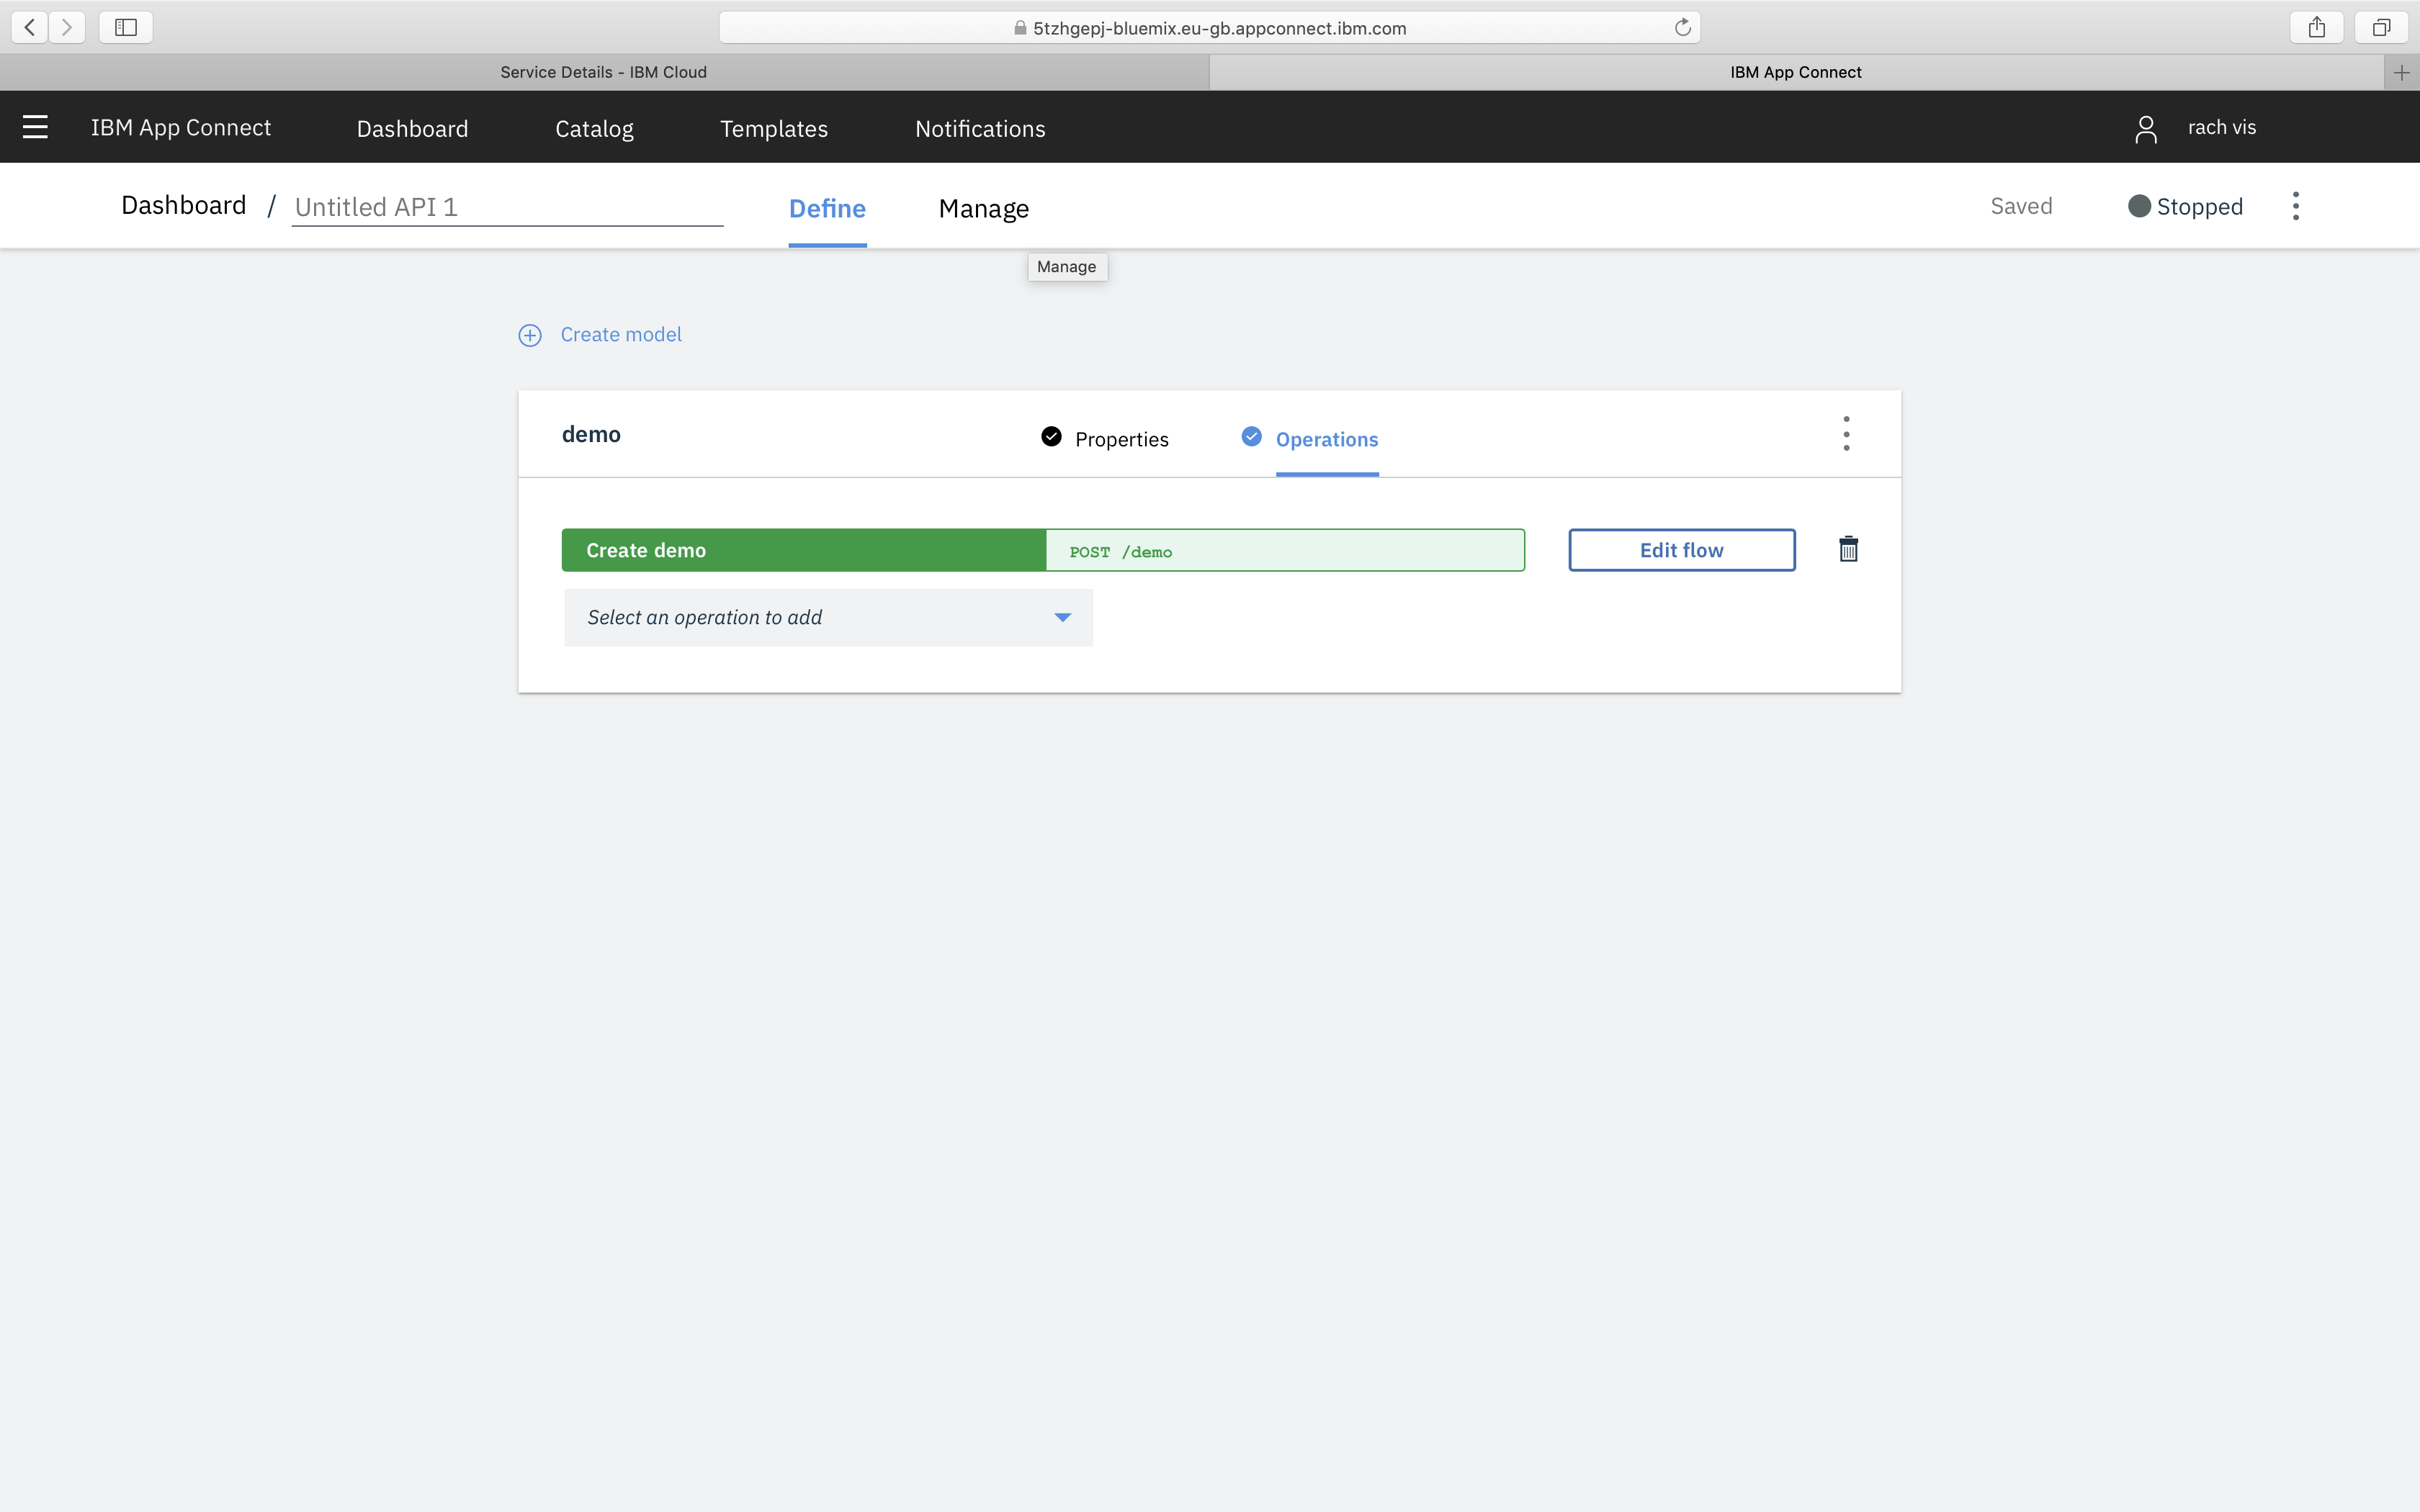 5tzhgepj-bluemix.eu-gb.appconnect.ibm.com
Service Details - IBM Cloud
IBM App Connect
IBM App Connect
Dashboard
Catalog
Templates
Notifications
rach vis
Dashboard / Untitled API 1
Define
Manage
Saved
Stopped
Manage
Create model
demo
Properties
Operations
Create demo
POST /demo
Edit flow
Select an operation to add